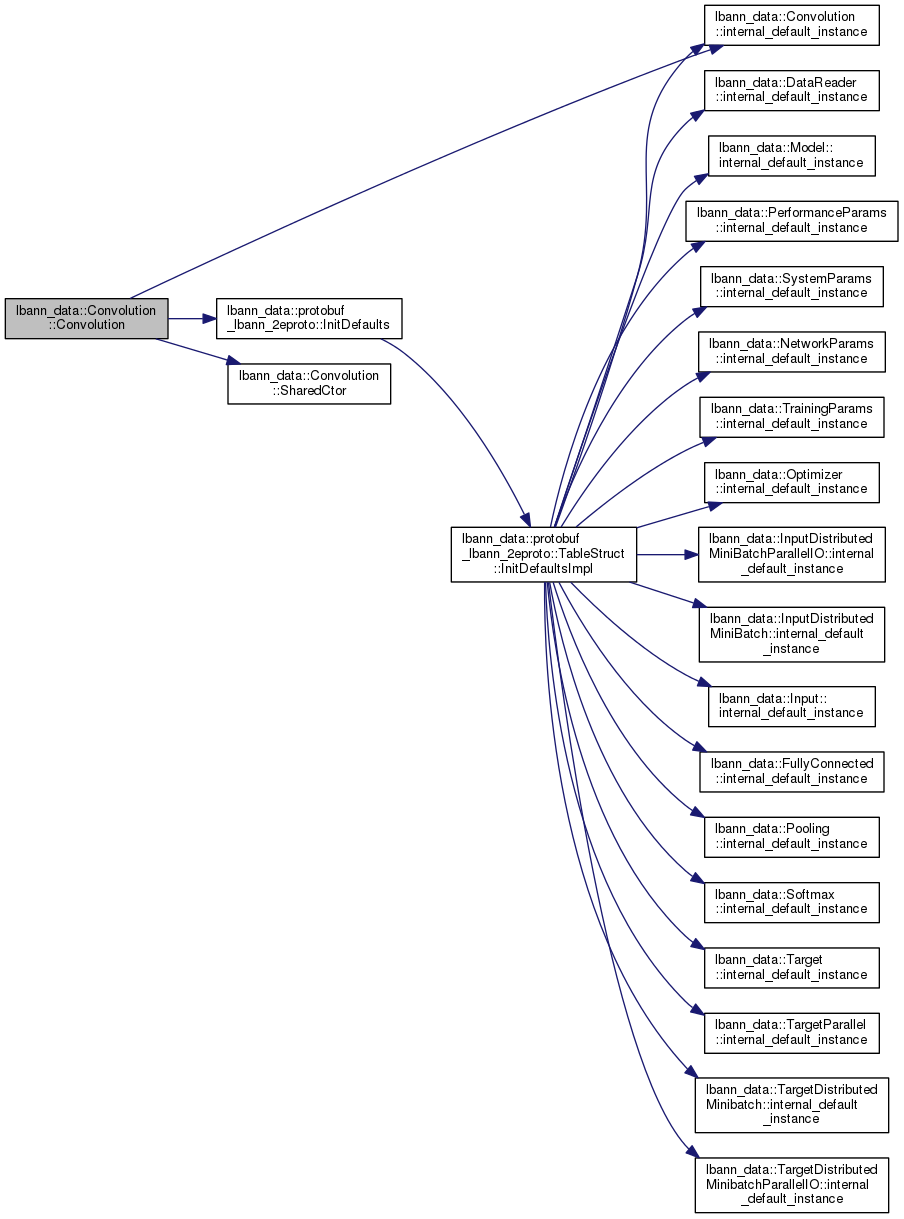 lbann_data::Convolution
::Convolution
lbann_data::protobuf
_lbann_2eproto::InitDefaults
lbann_data::Convolution
::SharedCtor
lbann_data::protobuf
_lbann_2eproto::TableStruct
::InitDefaultsImpl
lbann_data::Convolution
::internal_default_instance
lbann_data::DataReader
::internal_default_instance
lbann_data::Model::
internal_default_instance
lbann_data::PerformanceParams
::internal_default_instance
lbann_data::SystemParams
::internal_default_instance
lbann_data::NetworkParams
::internal_default_instance
lbann_data::TrainingParams
::internal_default_instance
lbann_data::Optimizer
::internal_default_instance
lbann_data::InputDistributed
MiniBatchParallelIO::internal
_default_instance
lbann_data::InputDistributed
MiniBatch::internal_default
_instance
lbann_data::Input::
internal_default_instance
lbann_data::FullyConnected
::internal_default_instance
lbann_data::Pooling
::internal_default_instance
lbann_data::Softmax
::internal_default_instance
lbann_data::Target
::internal_default_instance
lbann_data::TargetParallel
::internal_default_instance
lbann_data::TargetDistributed
Minibatch::internal_default
_instance
lbann_data::TargetDistributed
MinibatchParallelIO::internal
_default_instance